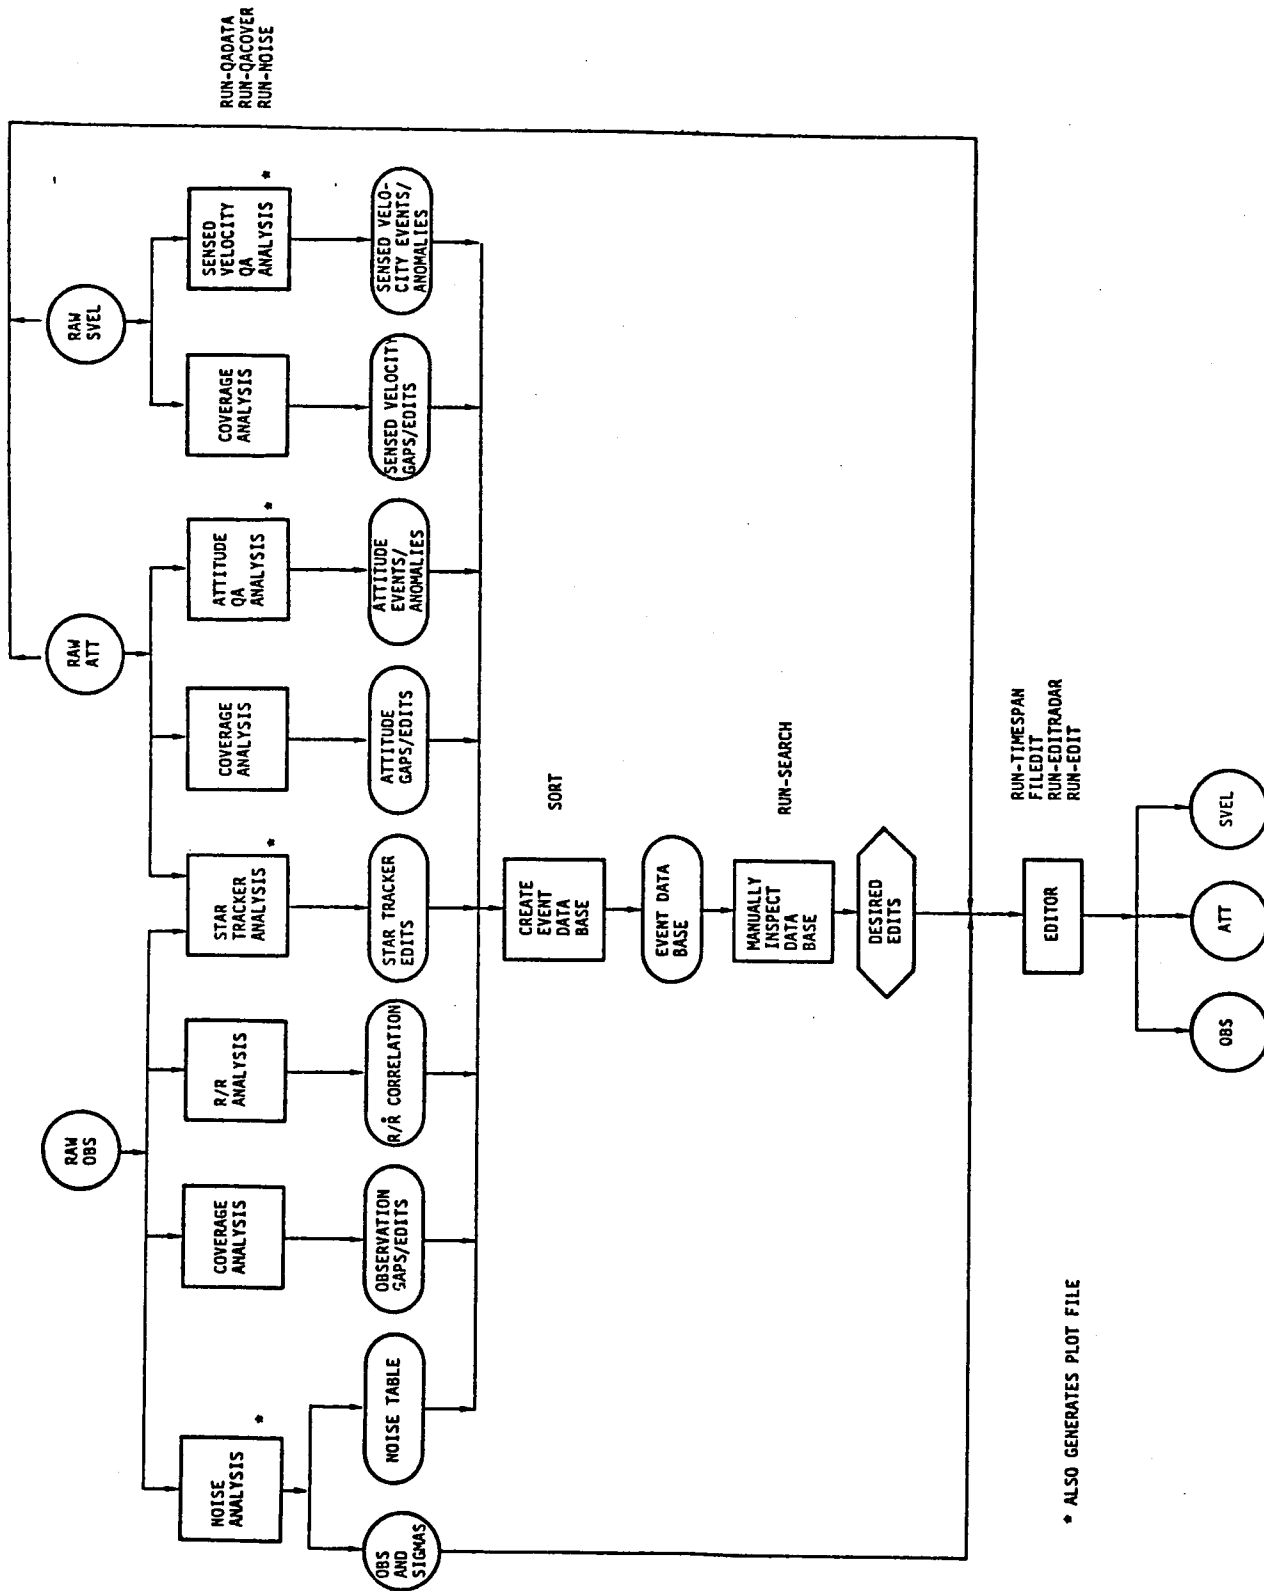 RAW
OBS
RAW
ATT
RAW
SVEL
RUN-QADATA
RUN-QACOVER
RUN-NOISE
NOISE
ANALYSIS
*
COVERAGE
ANALYSIS
R/R
ANALYSIS
STAR
TRACKER
ANALYSIS
*
COVERAGE
ANALYSIS
ATTITUDE
QA
ANALYSIS
*
COVERAGE
ANALYSIS
SENSED
VELOCITY
QA
ANALYSIS
*
OBS
AND
SIGMAS
NOISE TABLE
OBSERVATION
GAPS/EDITS
R/Ṙ CORRELATION
STAR TRACKER
EDITS
ATTITUDE
GAPS/EDITS
ATTITUDE
EVENTS/
ANOMALIES
SENSED VELOCITY
GAPS/EDITS
SENSED VELO-
CITY EVENTS/
ANOMALIES
CREATE
EVENT
DATA
BASE
SORT
EVENT DATA
BASE
MANUALLY
INSPECT
DATA
BASE
RUN-SEARCH
DESIRED
EDITS
EDITOR
RUN-TIMESPAN
FILEDIT
RUN-EDITRADAR
RUN-EDIT
OBS
ATT
SVEL
* ALSO GENERATES PLOT FILE